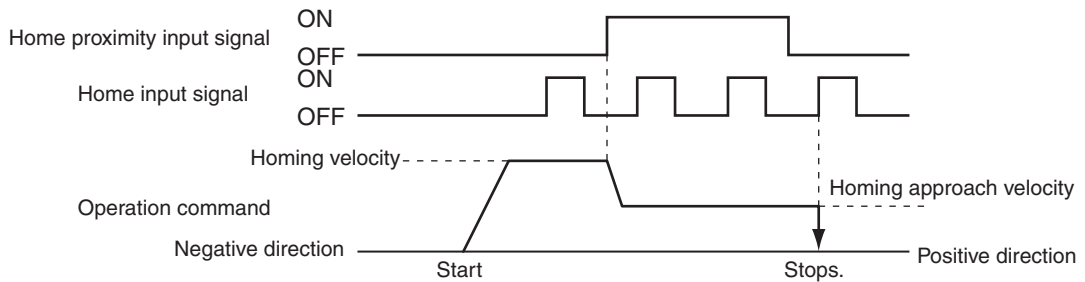 ON
Home proximity input signal
OFF
ON
Home input signal
OFF
Homing velocity
Homing approach velocity
Operation command
Negative direction
Positive direction
Start
Stops.